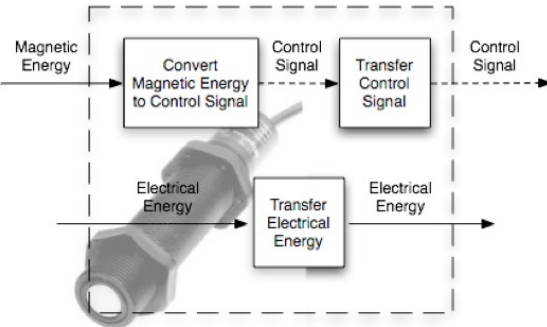 Magnetic
Energy
Convert
Magnetic Energy
to Control Signal
Control
Signal
Transfer
Control
Signal
Control
Signal
Electrical
Energy
Transfer
Electrical
Energy
Electrical
Energy